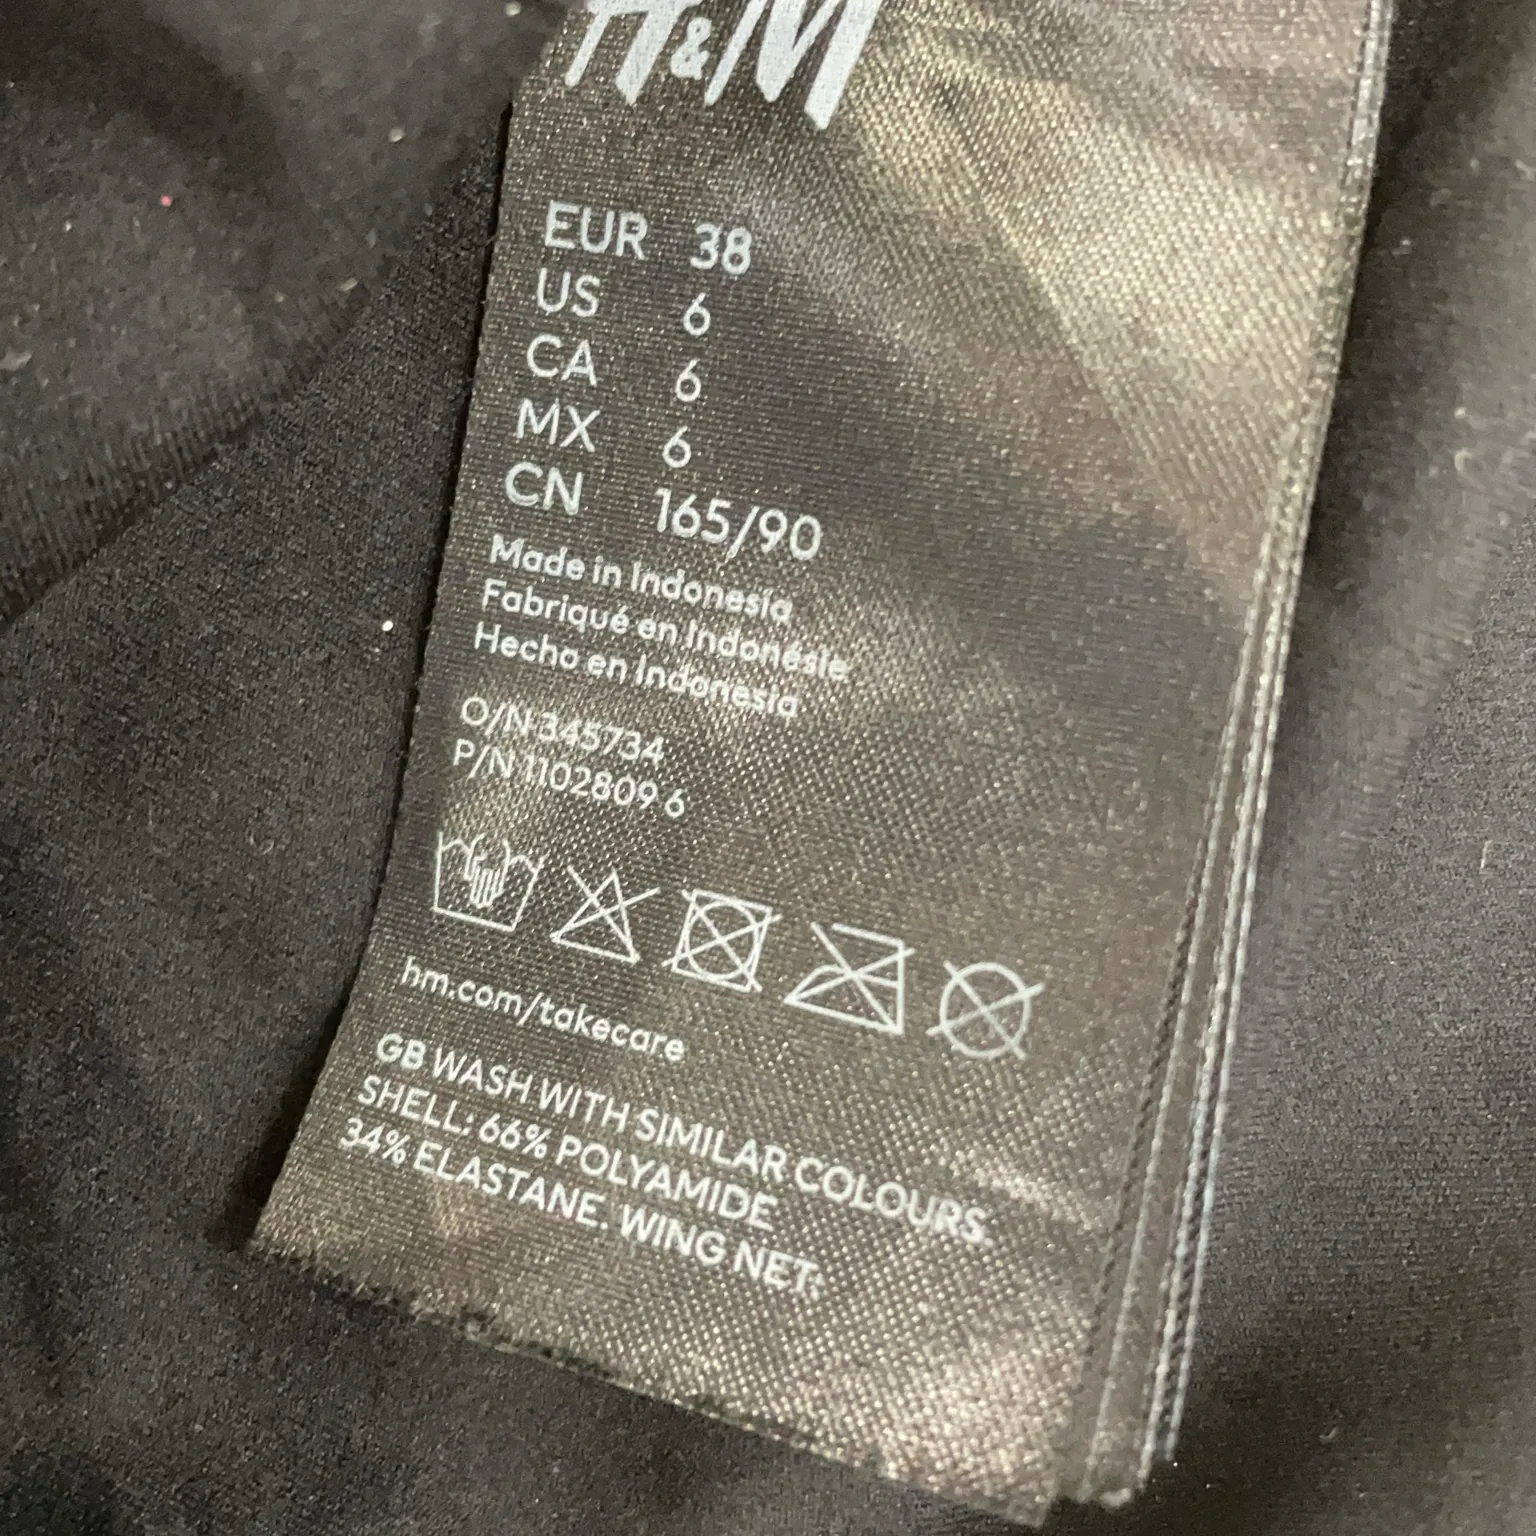 H&M
EUR 38
US 6
CA 6
MX 6
CN 165/90
Made in Indonesia
Fabriqué en Indonésie
Hecho en Indonesia
O/N 345734
P/N 1102809 6
hm.com/takecare
GB WASH WITH SIMILAR COLOURS.
SHELL: 66% POLYAMIDE
34% ELASTANE. WING NET: